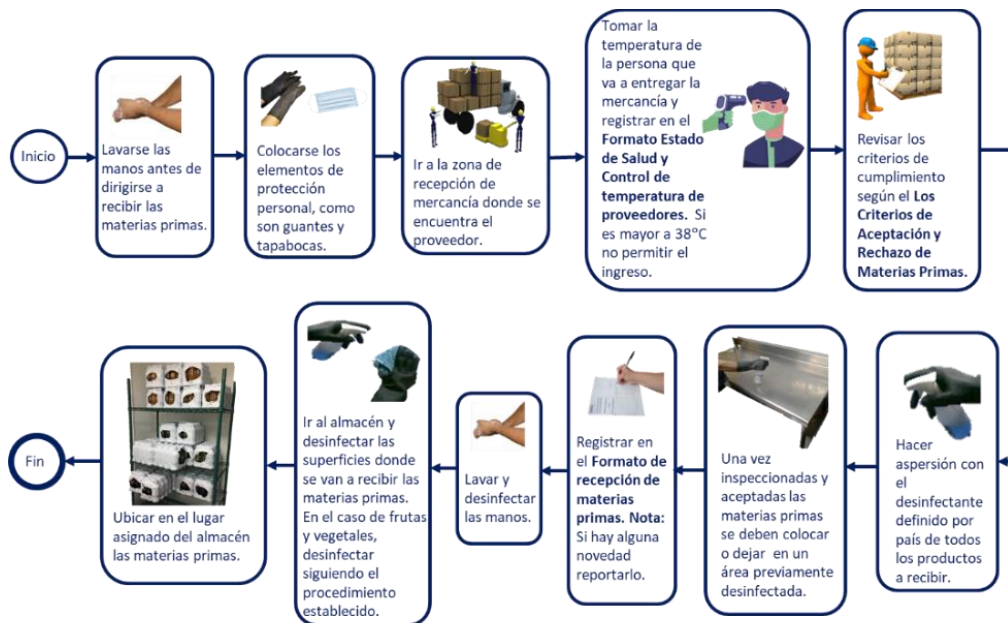 Inicio
Lavarse las
manos antes de
dirigirse a
recibir las
materias primas.
Colocarse los
elementos de
protección
personal, como
son guantes y
tapabocas.
Ir a la zona de
recepción de
mercancía donde se
encuentra el
proveedor.
Tomar la
temperatura de
la persona que
va a entregar la
mercancía y
registrar en el
Formato Estado
de Salud y
Control de
temperatura de
proveedores. Si
es mayor a 38°C
no permitir el
ingreso.
Revisar los
criterios de
cumplimiento
según el Los
Criterios de
Aceptación y
Rechazo de
Materias Primas.
Hacer
aspersión con
el
desinfectante
definido por
país de todos
los productos
a recibir.
Una vez
inspeccionadas y
aceptadas las
materias primas
se deben colocar
o dejar en un
área previamente
desinfectada.
Registrar en
el Formato de
recepción de
materias
primas. Nota:
Si hay alguna
novedad
reportarlo.
Lavar y
desinfectar
las manos.
Ir al almacén y
desinfectar las
superficies donde
se van a recibir las
materias primas.
En el caso de frutas
y vegetales,
desinfectar
siguiendo el
procedimiento
establecido.
Ubicar en el lugar
asignado del almacén
las materias primas.
Fin